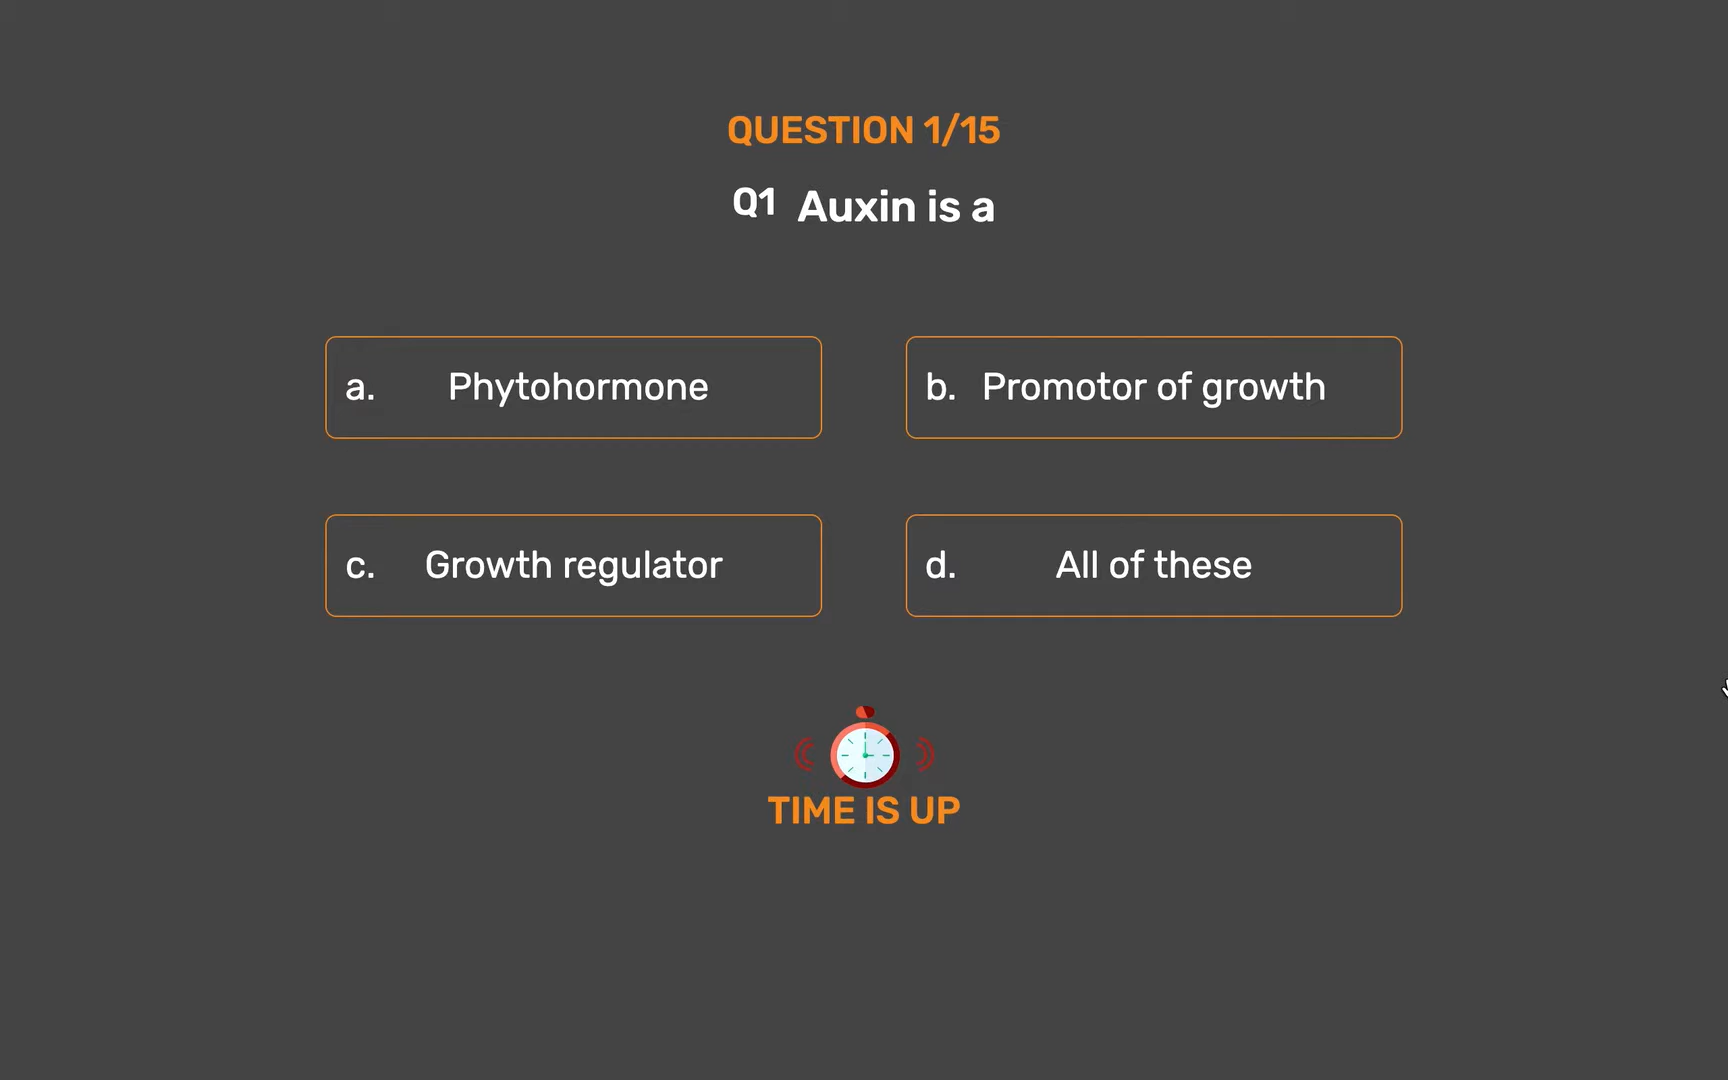 QUESTION 1/15
Q1 Auxin is a
a. Phytohormone
b. Promotor of growth
c. Growth regulator
d. All of these
TIME IS UP